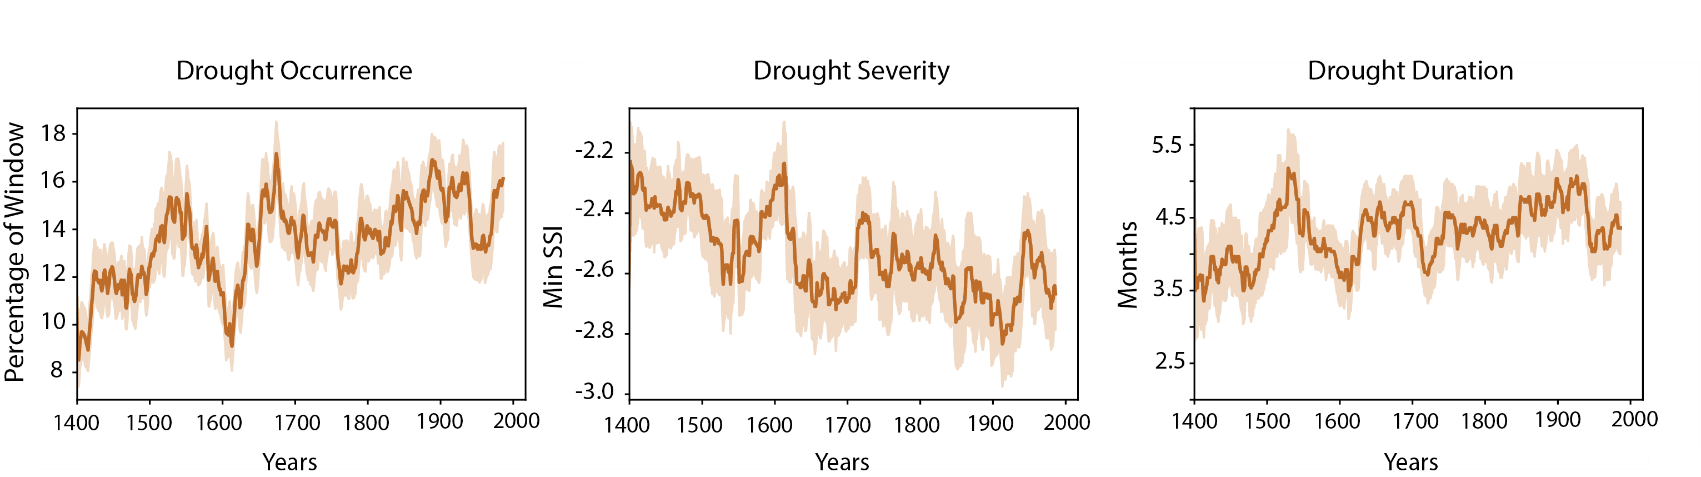 Drought Occurrence
Percentage of Window
18
16
14
12
10
8
1400 1500 1600 1700 1800 1900 2000
Years
Drought Severity
Min SSI
-2.2
-2.4
-2.6
-2.8
-3.0
1400 1500 1600 1700 1800 1900 2000
Years
Drought Duration
Months
5.5
4.5
3.5
2.5
1400 1500 1600 1700 1800 1900 2000
Years